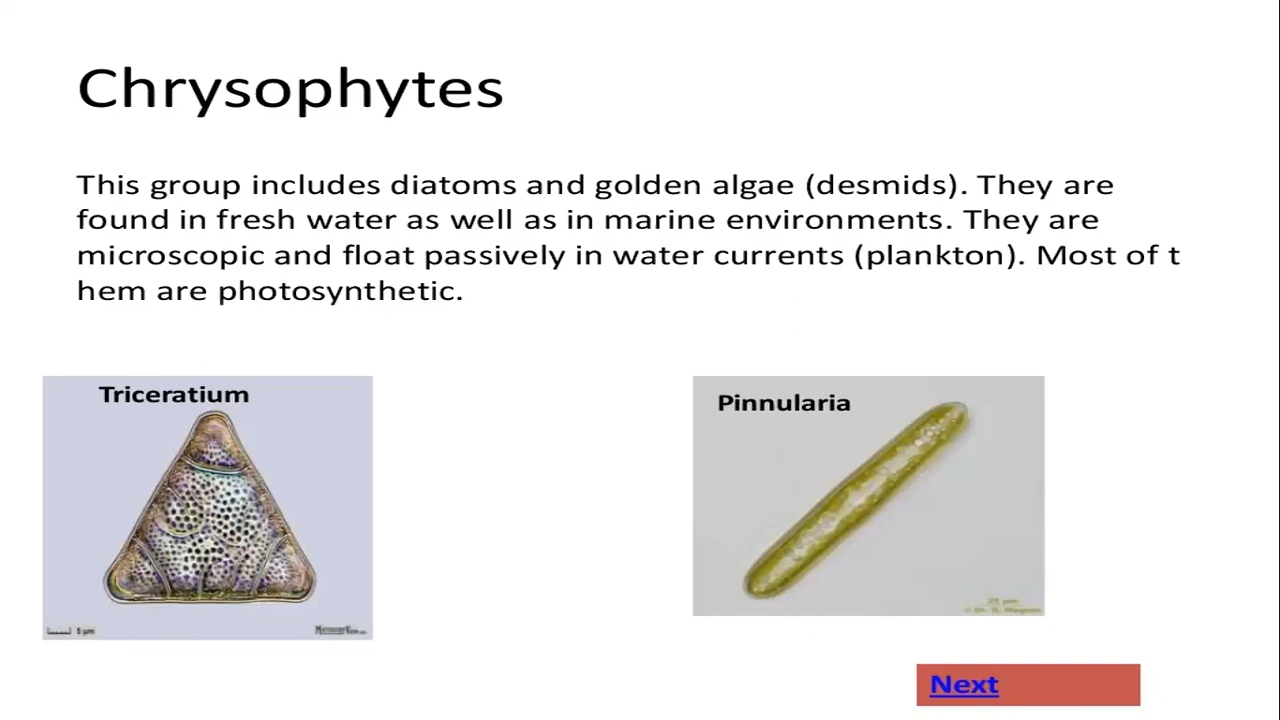 Chrysophytes
This group includes diatoms and golden algae (desmids). They are
found in fresh water as well as in marine environments. They are
microscopic and float passively in water currents (plankton). Most of t
hem are photosynthetic.
Triceratium
Pinnularia
5 µm
Next